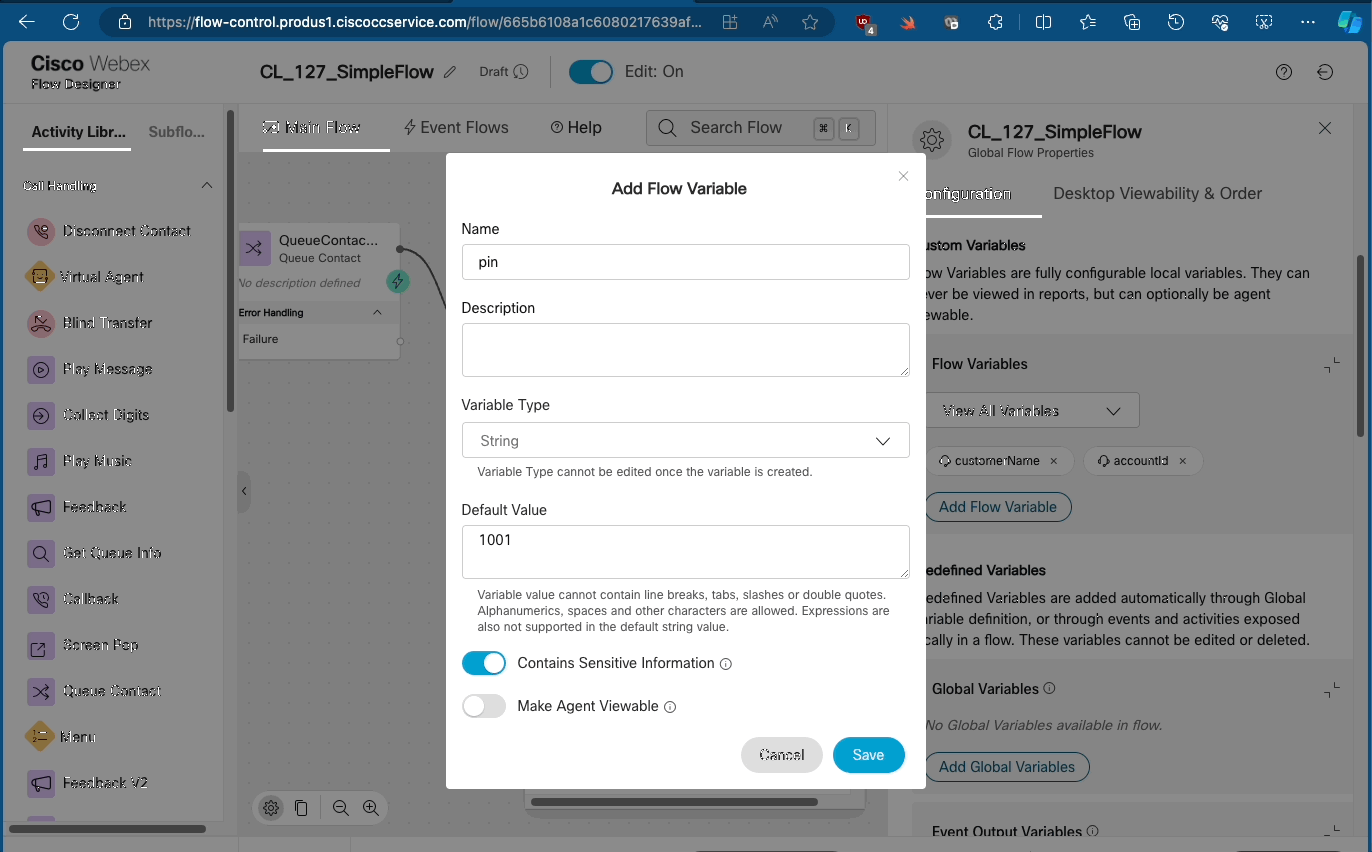 https://flow-control.produs1.ciscoccservice.com/flow/665b6108a1c6080217639af...
4
Cisco Webex
Flow Designer
CL_127_SimpleFlow
Draft
Edit: On
Activity Libr...
Subflo...
Call Handling
Disconnect Contact
Virtual Agent
Blind Transfer
Play Message
Collect Digits
Play Music
Feedback
Get Queue Info
Callback
Screen Pop
Queue Contact
Menu
Feedback V2
Main Flow
Event Flows
Help
Search Flow
⌘ K
QueueContac...
Queue Contact
No description defined
Error Handling
Failure
Add Flow Variable
Name
pin
Description
Variable Type
String
Variable Type cannot be edited once the variable is created.
Default Value
1001
Variable value cannot contain line breaks, tabs, slashes or double quotes.
Alphanumerics, spaces and other characters are allowed. Expressions are
also not supported in the default string value.
Contains Sensitive Information
Make Agent Viewable
Cancel
Save
CL_127_SimpleFlow
Global Flow Properties
onfiguration
Desktop Viewability & Order
ustom Variables
ow Variables are fully configurable local variables. They can
ever be viewed in reports, but can optionally be agent
ewable.
Flow Variables
View All Variables
customerName
accountId
Add Flow Variable
edefined Variables
edefined Variables are added automatically through Global
ariable definition, or through events and activities exposed
cally in a flow. These variables cannot be edited or deleted.
Global Variables
No Global Variables available in flow.
Add Global Variables
Event Output Variables